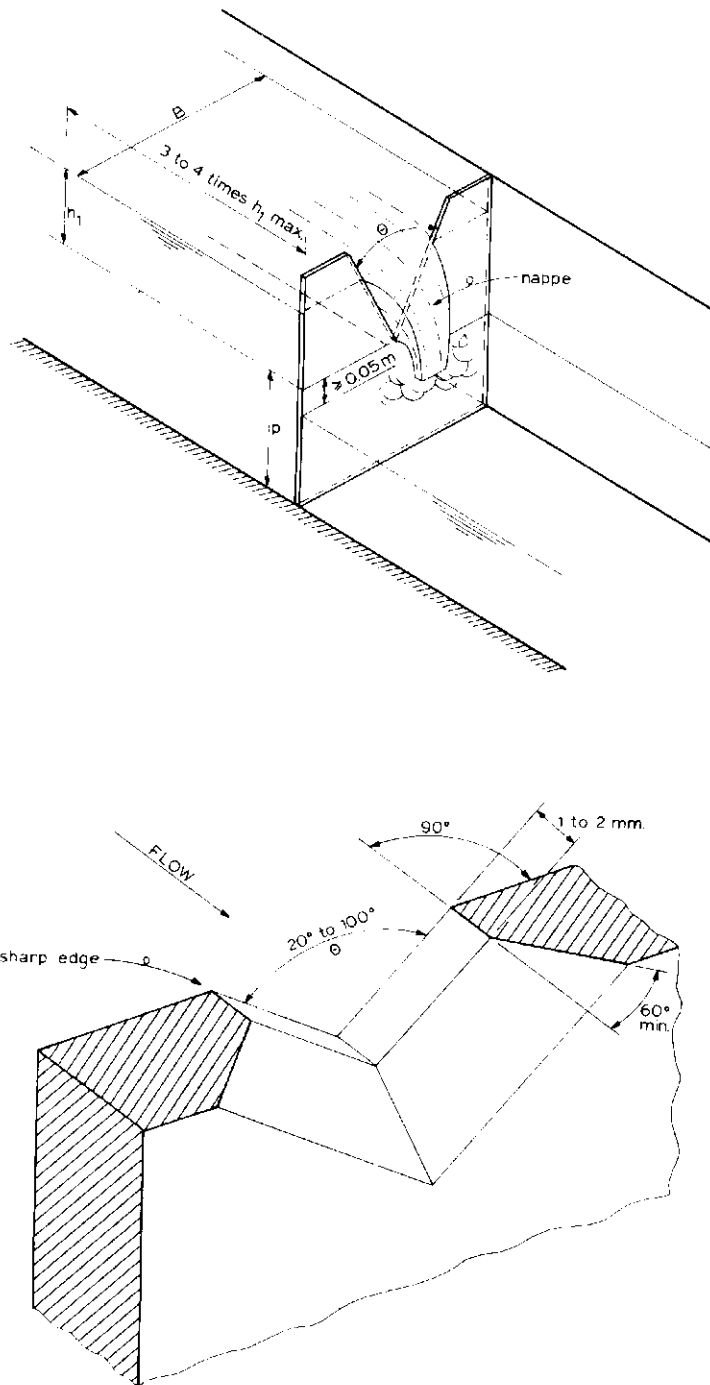 B
3 to 4 times h₁ max.
h₁
Θ
nappe
≥0.05m
p
FLOW
90°
1 to 2 mm.
20° to 100°
Θ
sharp edge
60°
min.